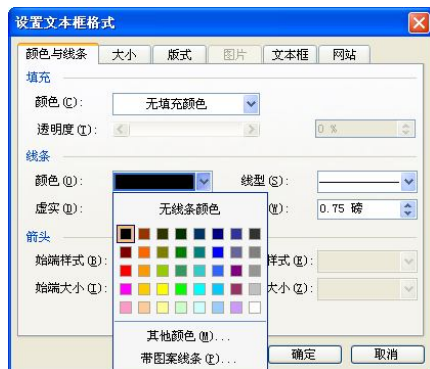 设置文本框格式
颜色与线条 大小 版式 图片 文本框 网站
填充
颜色(C): 无填充颜色
透明度(T): 0 %
线条
颜色(O): 线型(S):
虚实(D): 无线条颜色 (W): 0.75 磅
箭头
始端样式(B): 样式(E):
始端大小(I): 大小(Z):
其他颜色(M)...
带图案线条(P)...
确定 取消